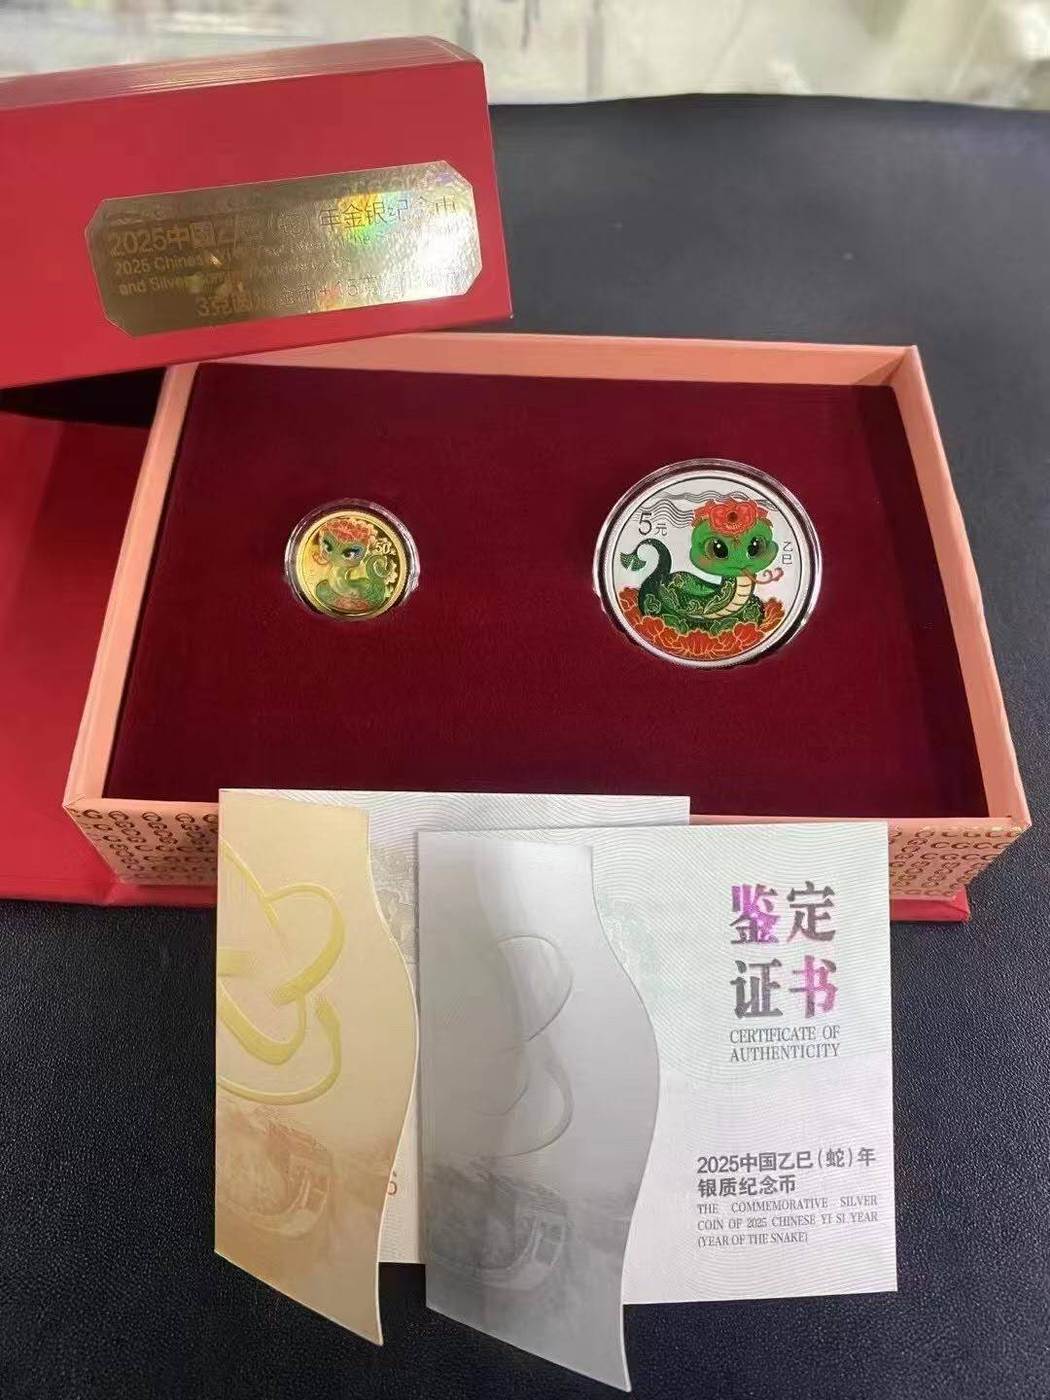 2025中国乙
年金银纪念币
2025 Chinese
and Silver
3克圆形金
5元
乙巳
50
鉴定
证书
CERTIFICATE OF
AUTHENTICITY
2025中国乙巳(蛇)年
银质纪念币
THE COMMEMORATIVE SILVER
COIN OF 2025 CHINESE YI SI YEAR
(YEAR OF THE SNAKE)